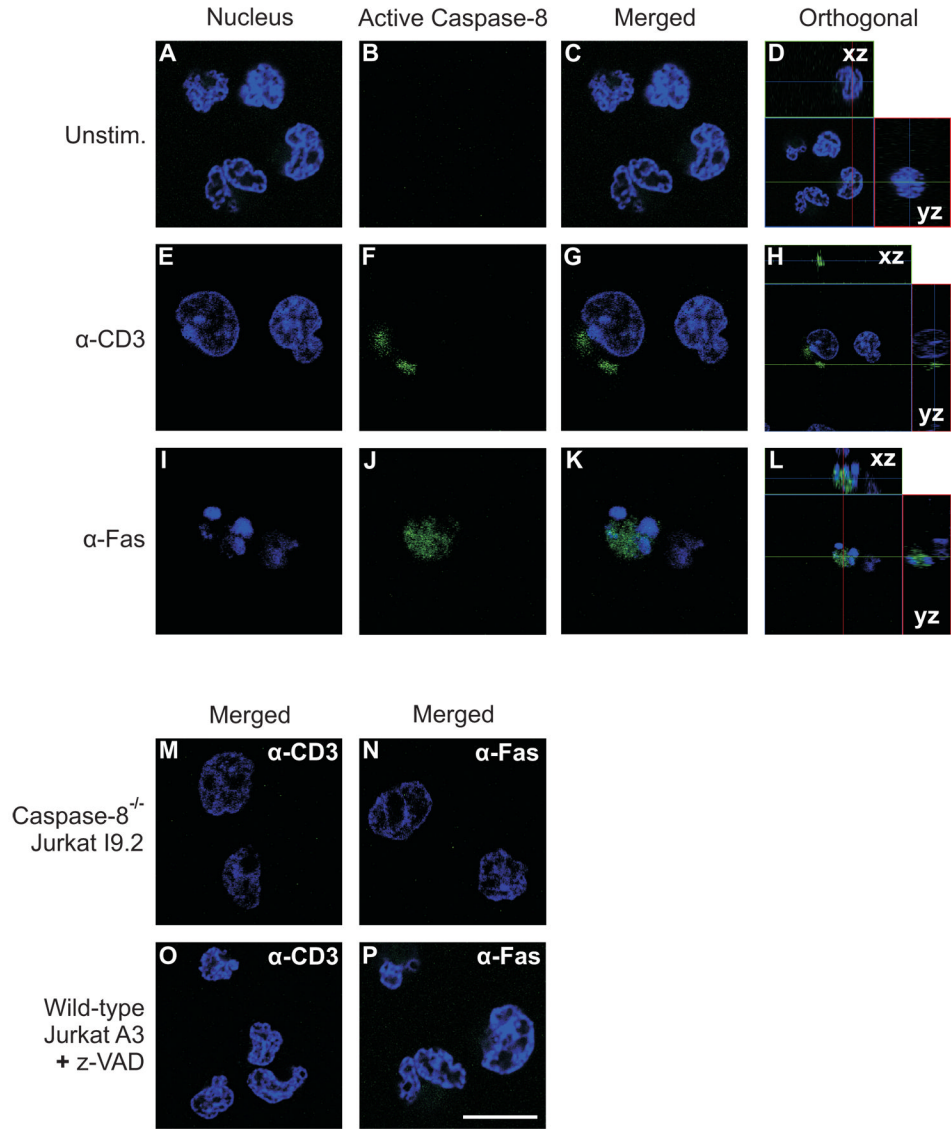 Nucleus Active Caspase-8 Merged Orthogonal
Unstim.
A B C D xz
yz
α-CD3
E F G H xz
yz
α-Fas
I J K L xz
yz
Merged Merged
Caspase-8-/-
Jurkat I9.2
M α-CD3 N α-Fas
Wild-type
Jurkat A3
+ z-VAD
O α-CD3 P α-Fas